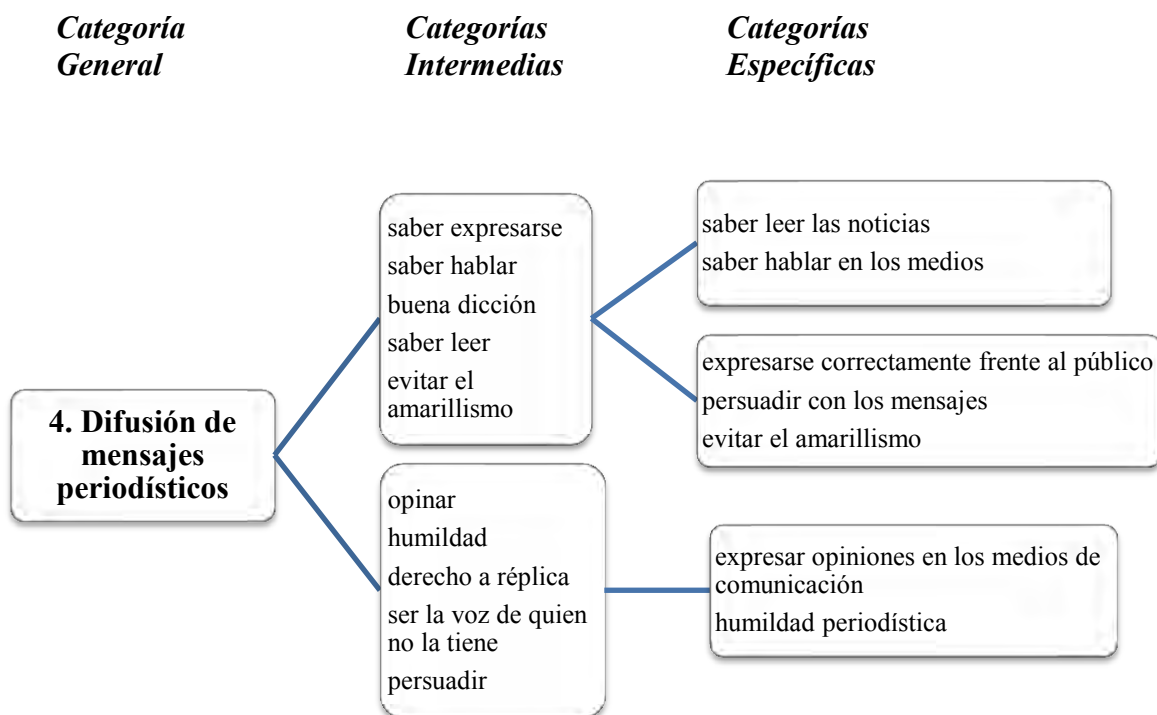 Categoría
General
Categorías
Intermedias
Categorías
Específicas
4. Difusión de
mensajes
periodísticos
saber expresarse
saber hablar
buena dicción
saber leer
evitar el
amarillismo
opinar
humildad
derecho a réplica
ser la voz de quien
no la tiene
persuadir
saber leer las noticias
saber hablar en los medios
expresarse correctamente frente al público
persuadir con los mensajes
evitar el amarillismo
expresar opiniones en los medios de
comunicación
humildad periodística